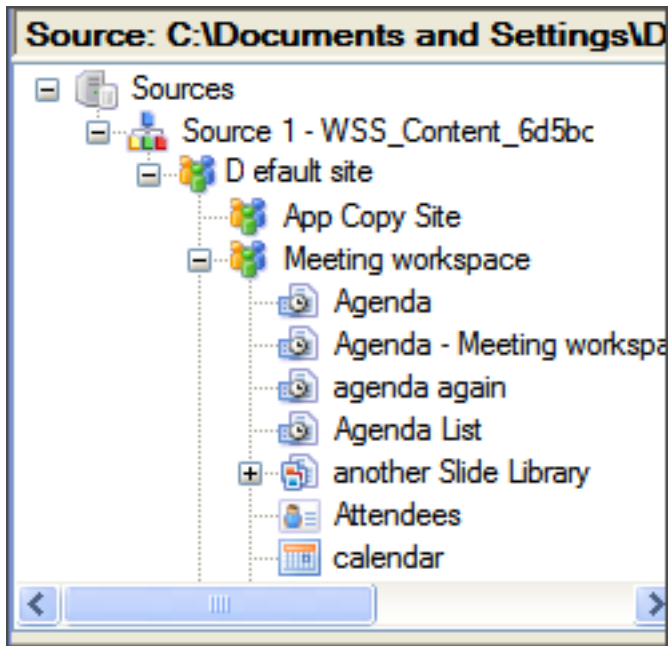 Source: C:\Documents and Settings\D
Sources
Source 1 - WSS_Content_6d5bc
D efault site
App Copy Site
Meeting workspace
Agenda
Agenda - Meeting workspa
agenda again
Agenda List
another Slide Library
Attendees
calendar